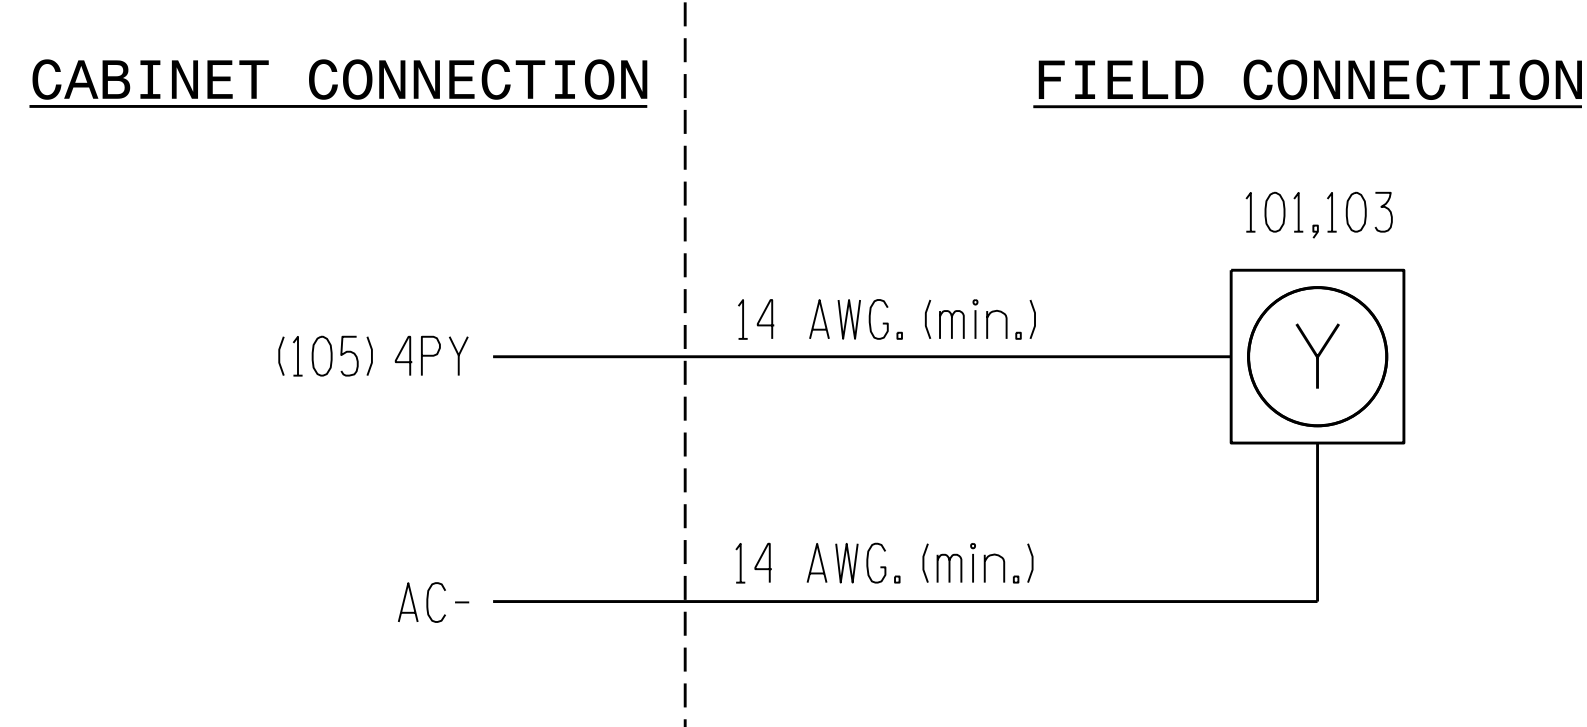 CABINET CONNECTION
FIELD CONNECTION
101,103
14 AWG. (min.)
(105) 4PY
Y
14 AWG. (min.)
AC-